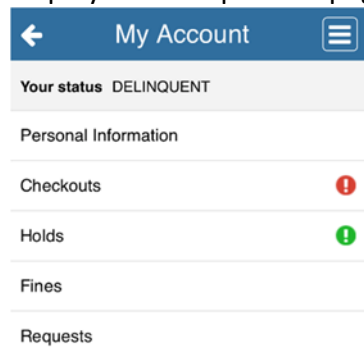 My Account
Your status DELINQUENT
Personal Information
Checkouts
Holds
Fines
Requests